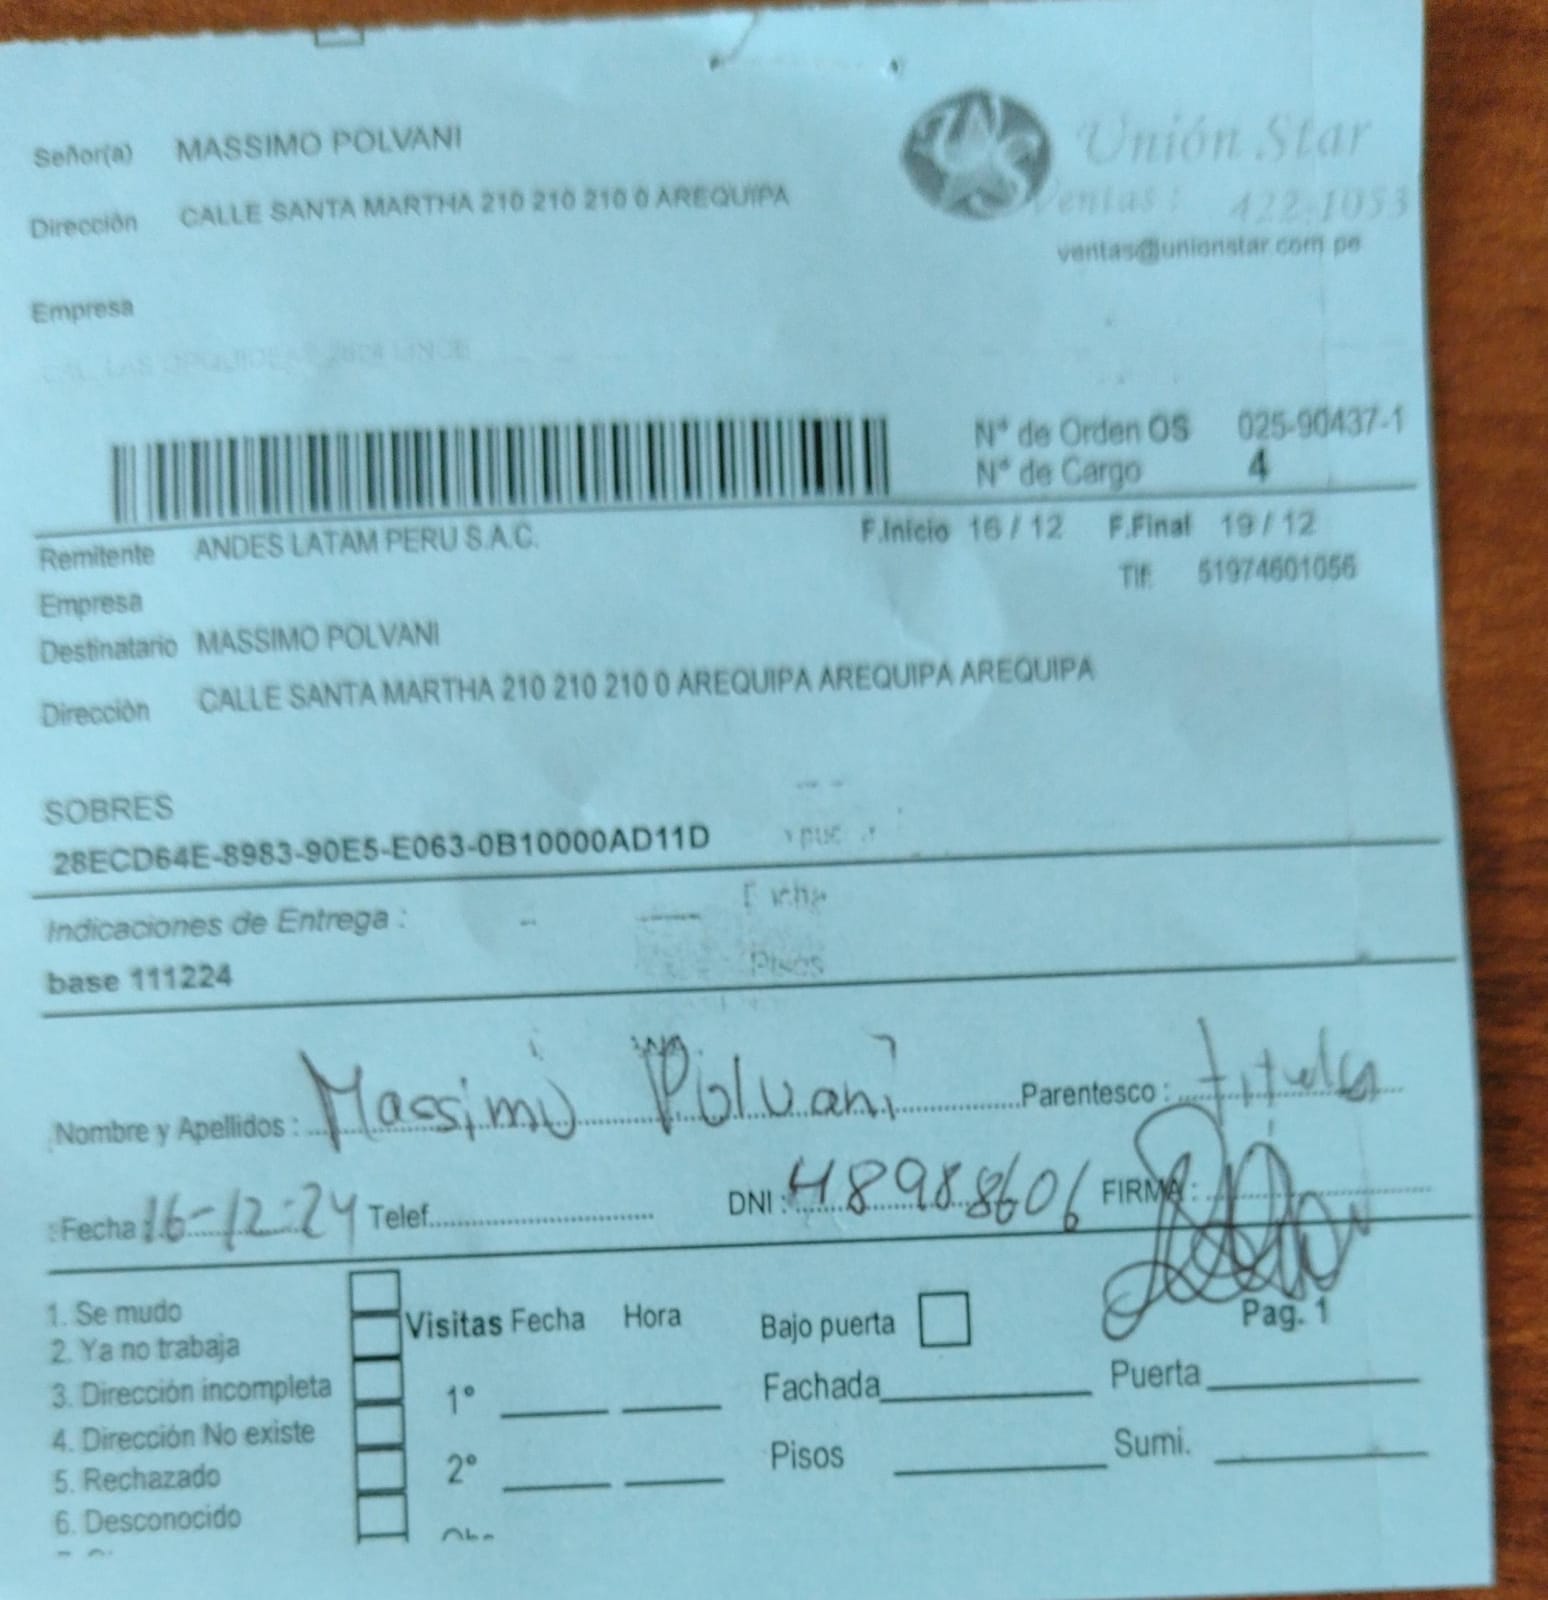 Señor(a) MASSIMO POLVANI
Dirección CALLE SANTA MARTHA 210 210 210 0 AREQUIPA
Unión Star
Ventas: 422.1053
ventas@unionstar.com.pe
Empresa
N° de Orden OS 025-90437-1
N° de Cargo 4
Remitente ANDES LATAM PERU S.A.C. F.Inicio 16 / 12 F.Final 19 / 12
Empresa Tlf: 51974601056
Destinatario MASSIMO POLVANI
Dirección CALLE SANTA MARTHA 210 210 210 0 AREQUIPA AREQUIPA AREQUIPA
SOBRES
28ECD64E-8983-90E5-E063-0B10000AD11D
Indicaciones de Entrega :
Pisos
base 111224
Nombre y Apellidos : Massimo Polvani Parentesco : titular
Fecha : 16-12-24 Telef. DNI : 48988606 FIRMA :
1. Se mudo
2. Ya no trabaja
3. Dirección incompleta
4. Dirección No existe
5. Rechazado
6. Desconocido
Visitas Fecha Hora
1°
2°
Bajo puerta Pag. 1
Fachada Puerta
Pisos Sumi.